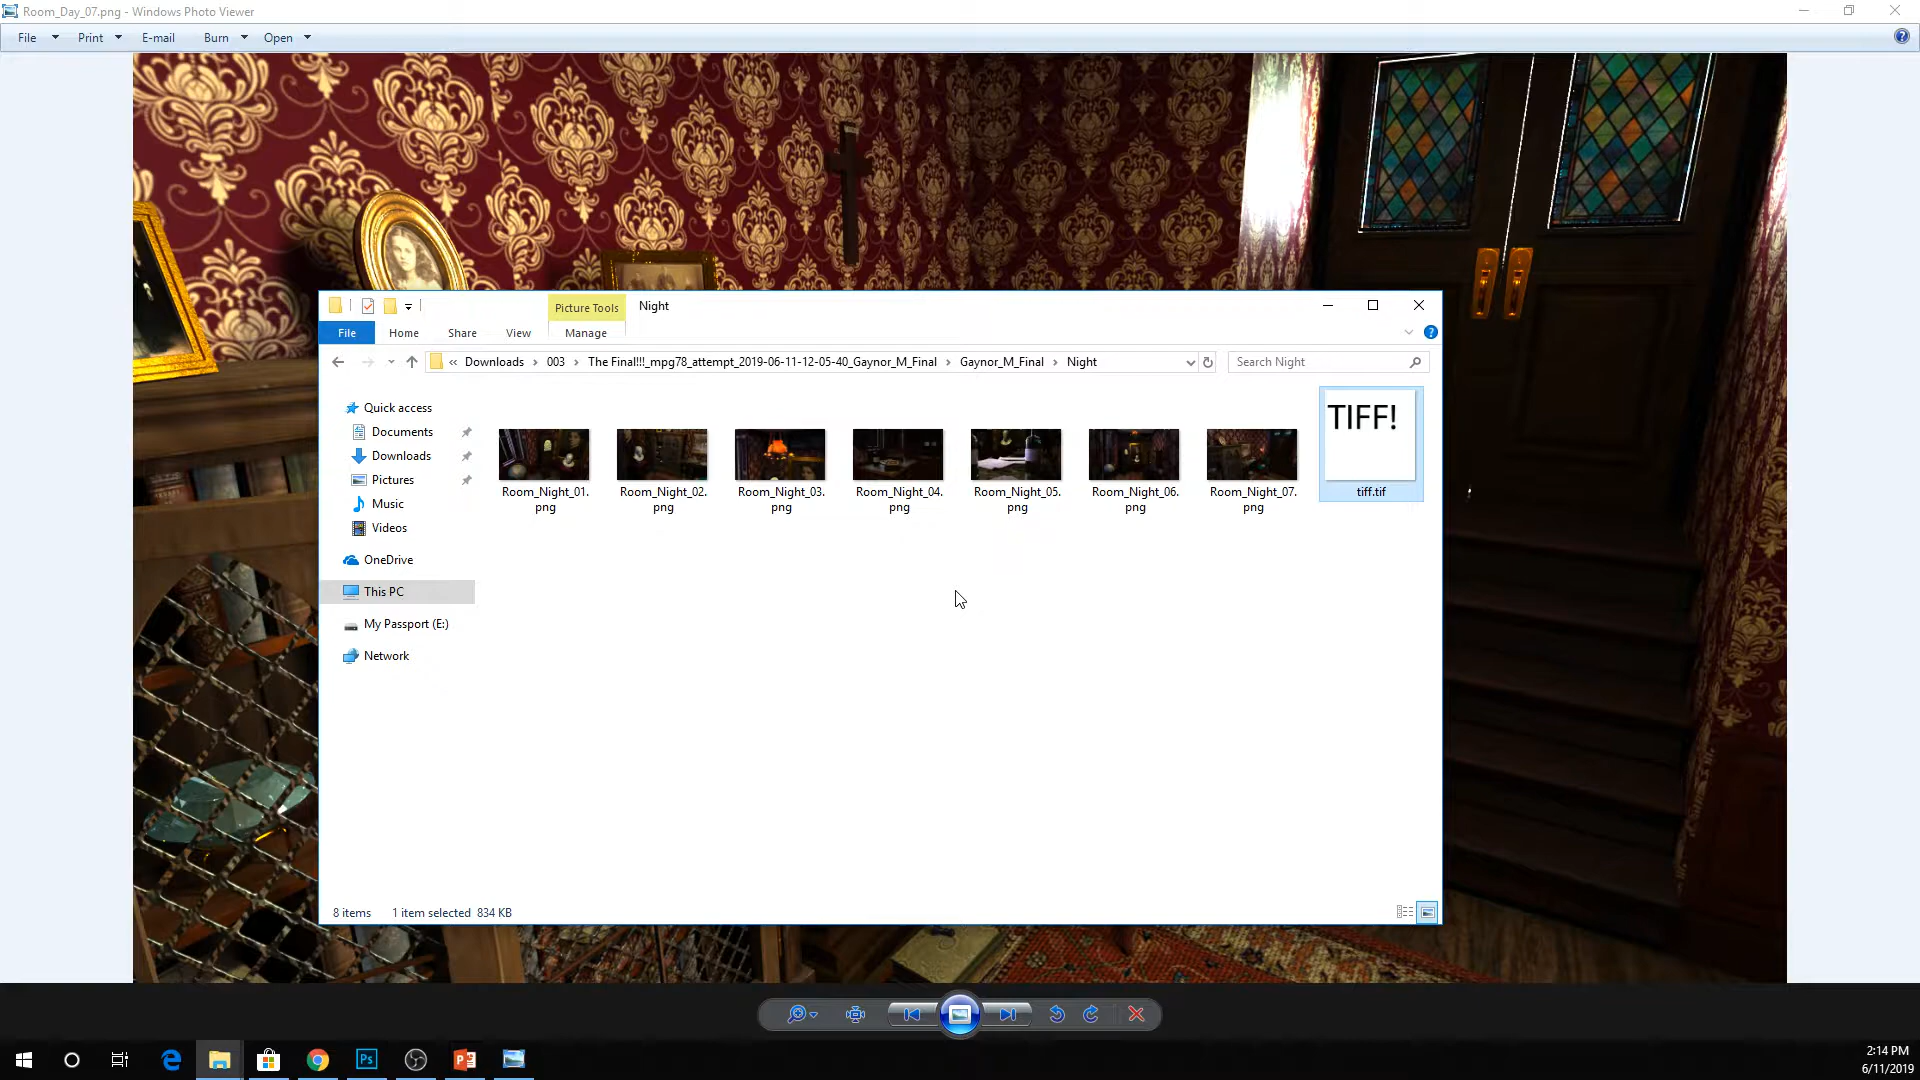 Room_Day_07.png - Windows Photo Viewer
File Print E-mail Burn Open
Picture Tools Night
File Home Share View Manage
« Downloads › 003 › The Final!!!_mpg78_attempt_2019-06-11-12-05-40_Gaynor_M_Final › Gaynor_M_Final › Night
Search Night
Quick access
Documents
Downloads
Pictures
Music
Videos
OneDrive
This PC
My Passport (E:)
Network
Room_Night_01.
png
Room_Night_02.
png
Room_Night_03.
png
Room_Night_04.
png
Room_Night_05.
png
Room_Night_06.
png
Room_Night_07.
png
TIFF!
tiff.tif
8 items 1 item selected 834 KB
Ps
2:14 PM
6/11/2019